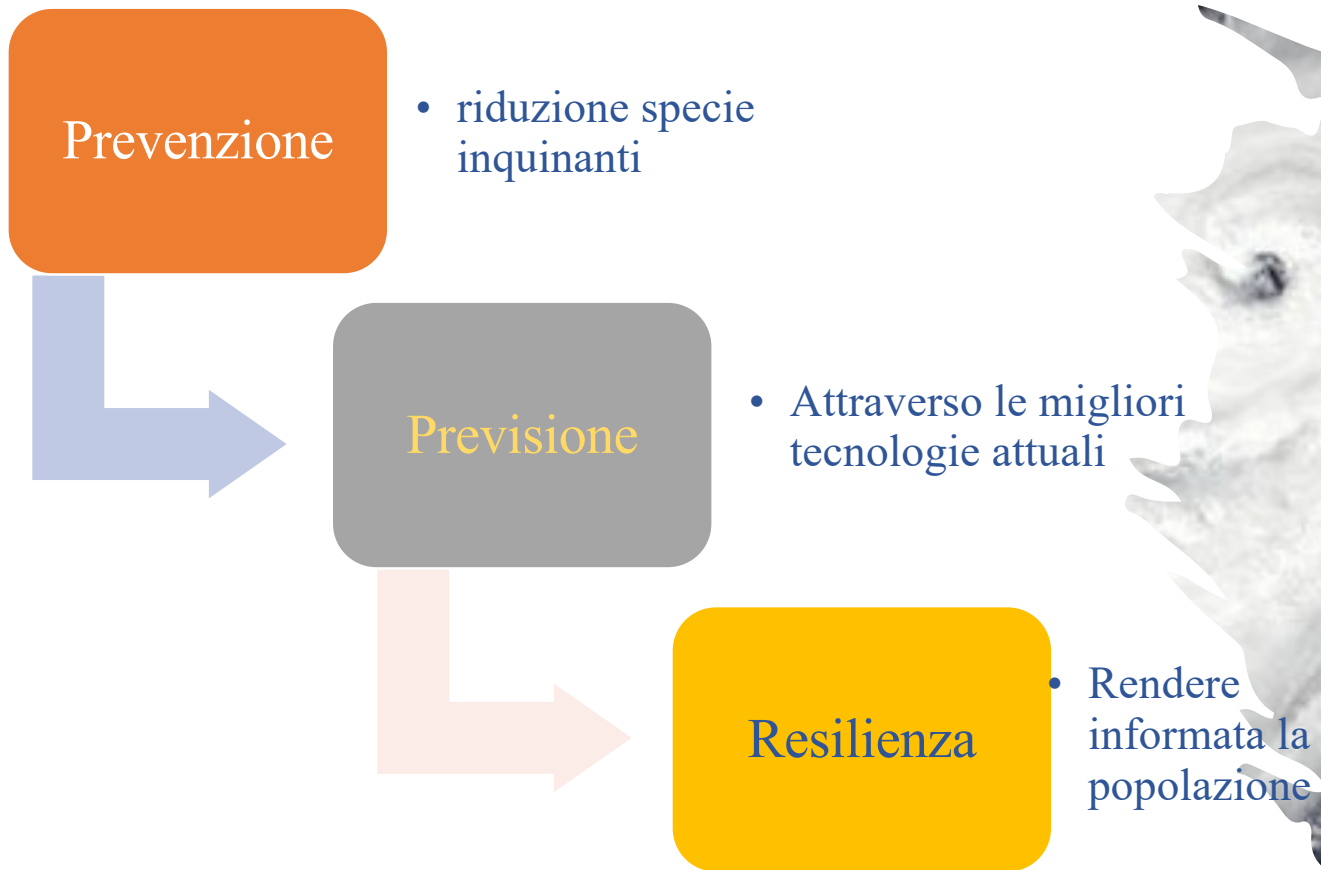 Prevenzione
• riduzione specie
inquinanti
Previsione
• Attraverso le migliori
tecnologie attuali
Resilienza
• Rendere
informata la
popolazione